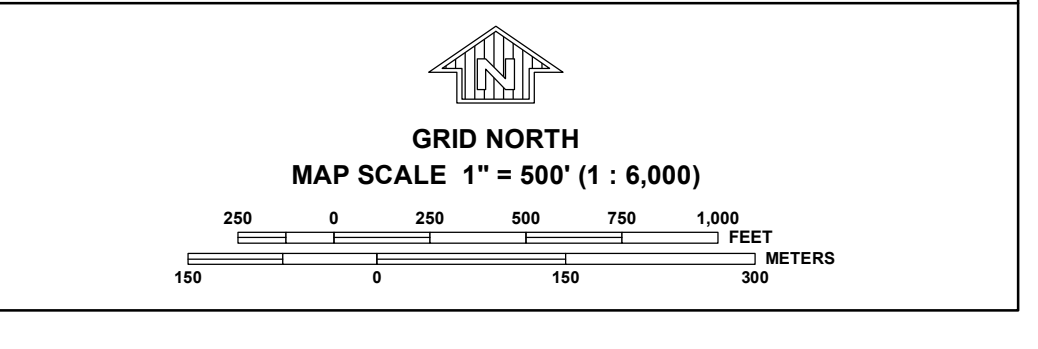 N
GRID NORTH
MAP SCALE 1" = 500' (1 : 6,000)
250 0 250 500 750 1,000
FEET
METERS
150 0 150 300